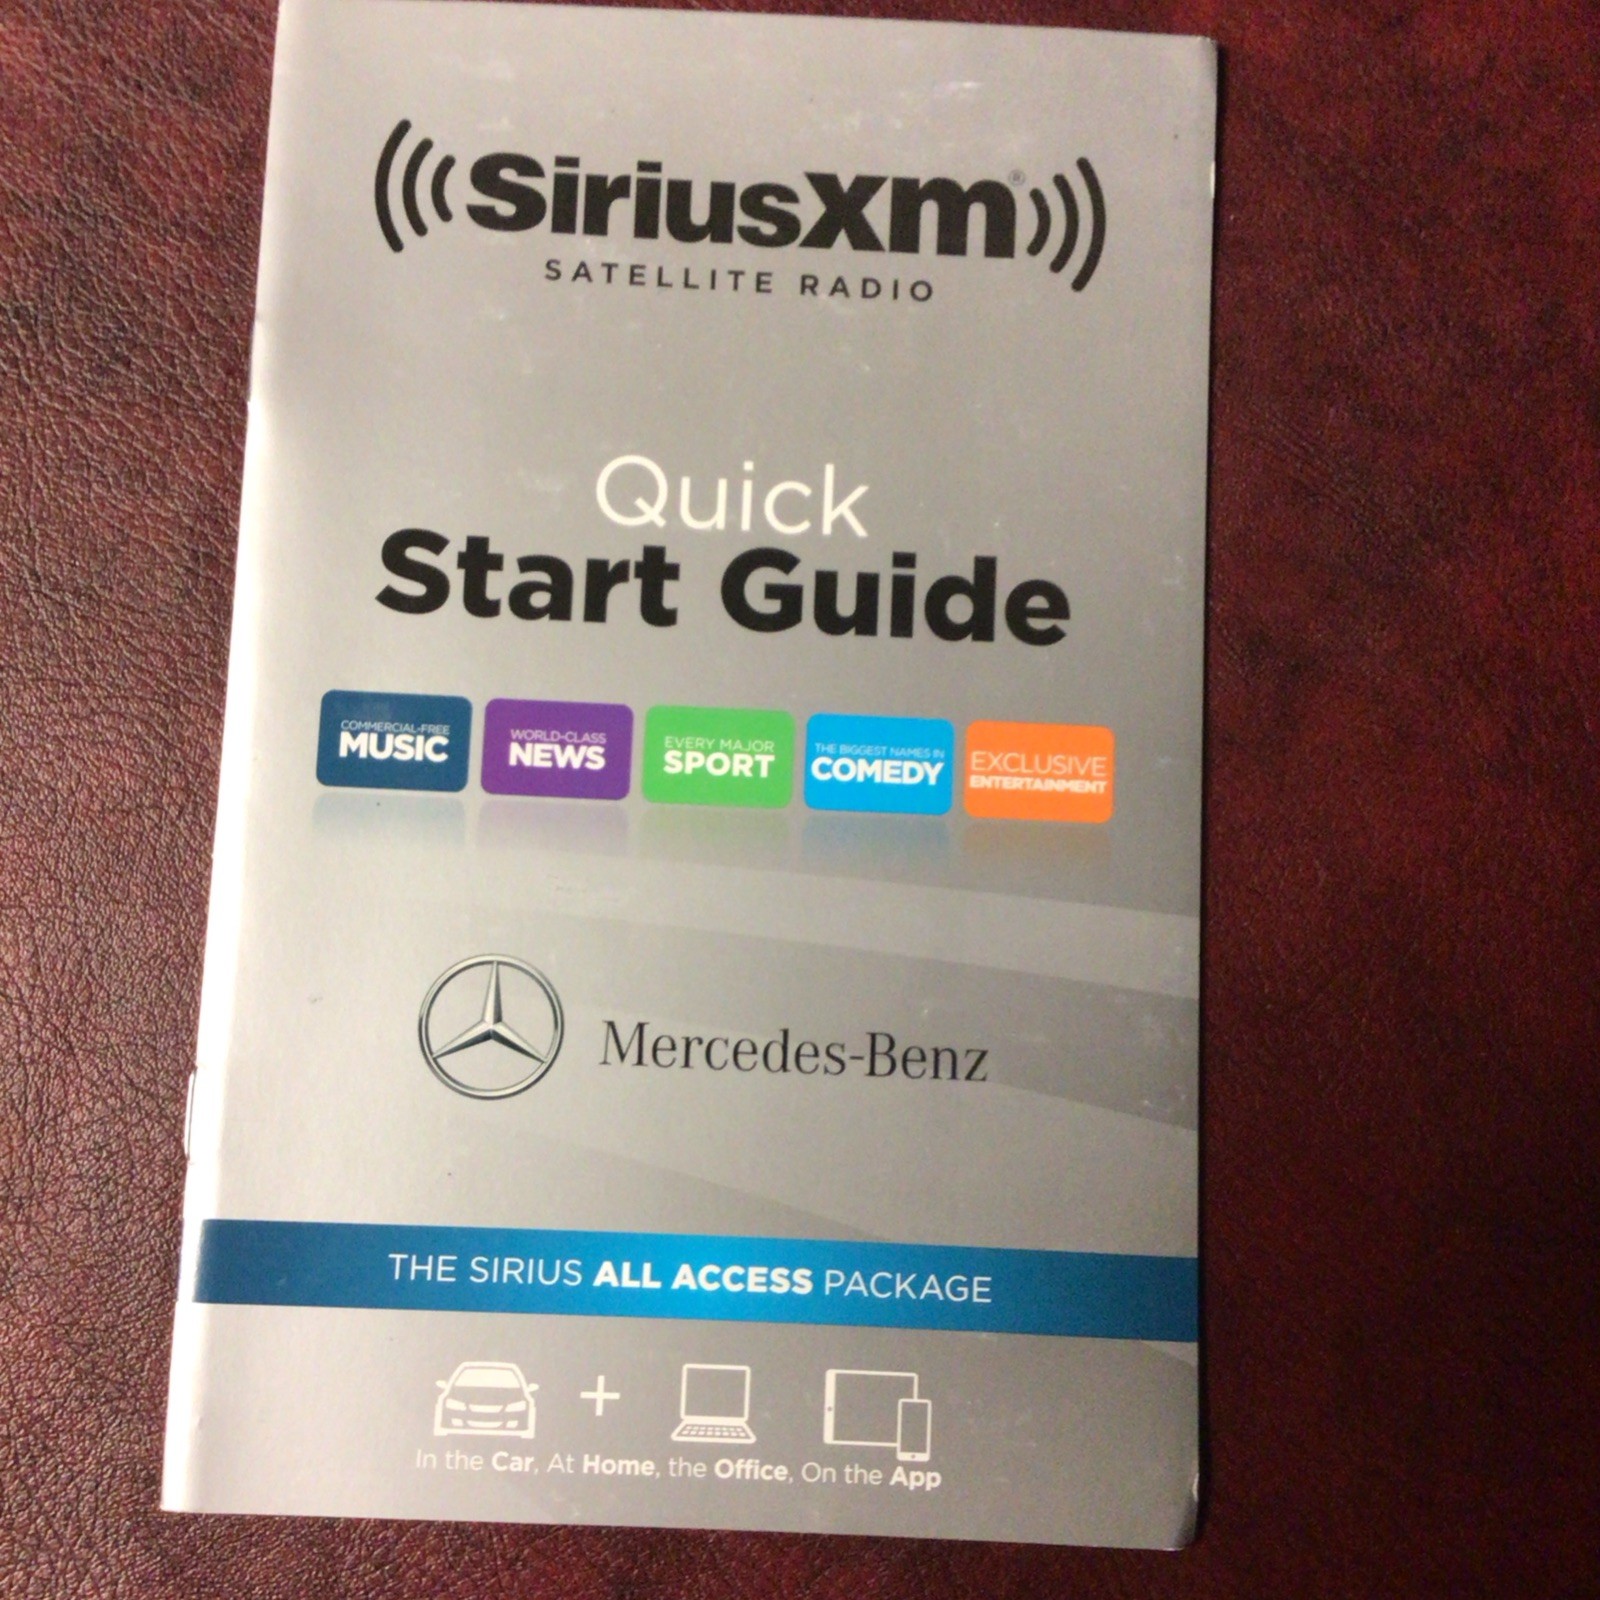 SiriusXM®
SATELLITE RADIO
Quick
Start Guide
COMMERCIAL-FREE
MUSIC
WORLD-CLASS
NEWS
EVERY MAJOR
SPORT
THE BIGGEST NAMES IN
COMEDY
EXCLUSIVE
ENTERTAINMENT
Mercedes-Benz
THE SIRIUS ALL ACCESS PACKAGE
In the Car, At Home, the Office, On the App